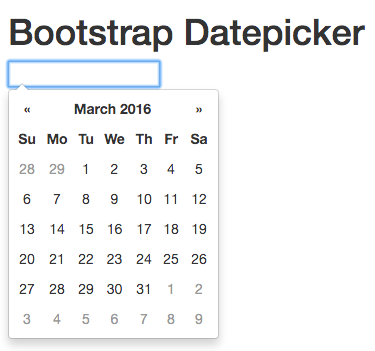 Bootstrap Datepicker
« March 2016 »
Su Mo Tu We Th Fr Sa
28 29 1 2 3 4 5
6 7 8 9 10 11 12
13 14 15 16 17 18 19
20 21 22 23 24 25 26
27 28 29 30 31 1 2
3 4 5 6 7 8 9